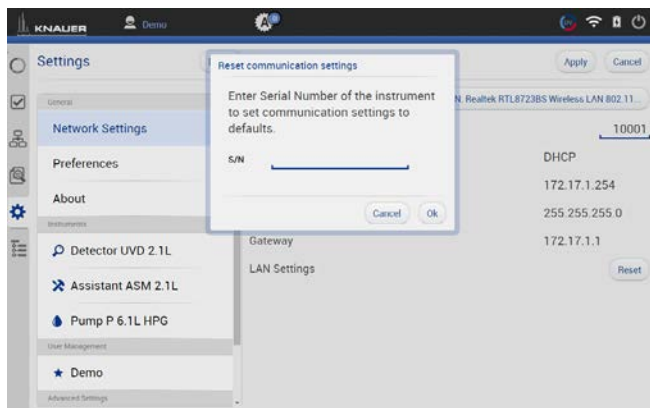 KNAUER
Demo
A
Settings
Apply
Cancel
General
Network Settings
Preferences
About
Instruments
Detector UVD 2.1L
Assistant ASM 2.1L
Pump P 6.1L HPG
User Management
Demo
Advanced Settings
Reset communication settings
Enter Serial Number of the instrument
to set communication settings to
defaults.
S/N
Cancel
Ok
N. Realtek RTL8723BS Wireless LAN 802.11...
10001
DHCP
172.17.1.254
255.255.255.0
Gateway
172.17.1.1
LAN Settings
Reset